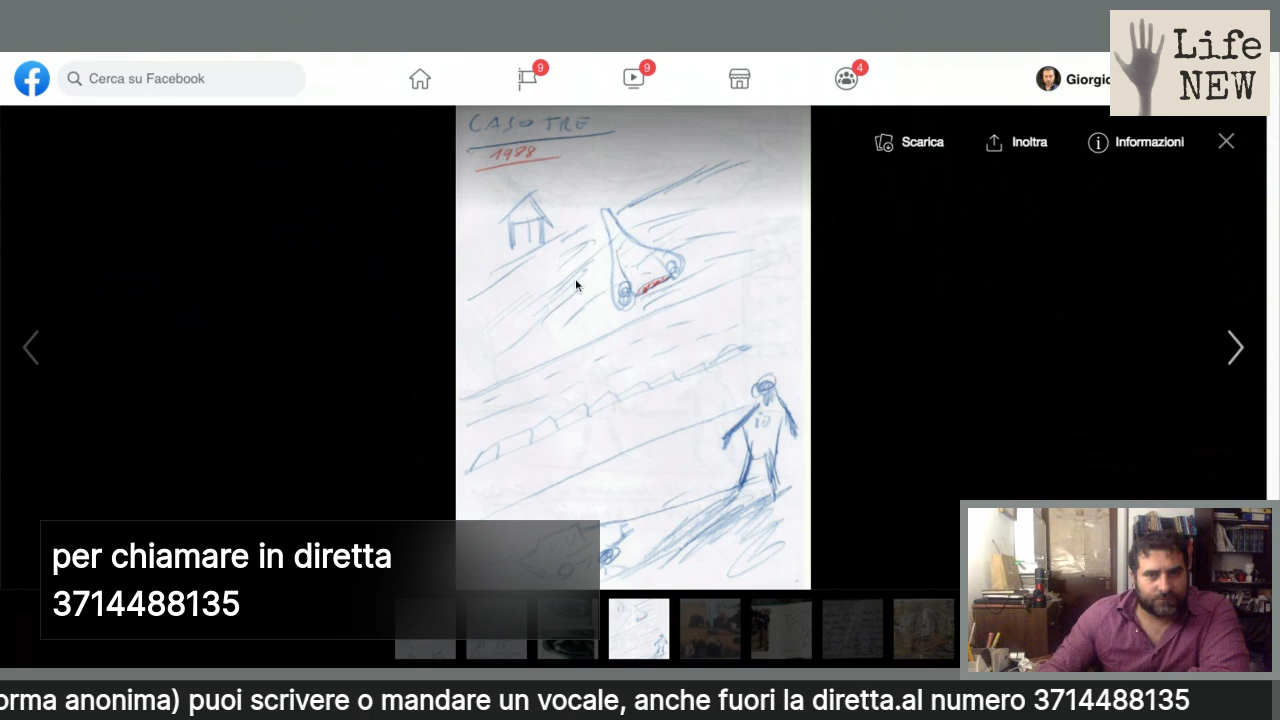 Life
NEW
Cerca su Facebook
9
9
4
Giorgio
CASO TRE
1988
Scarica
Inoltra
Informazioni
IO
per chiamare in diretta
3714488135
orma anonima) puoi scrivere o mandare un vocale, anche fuori la diretta.al numero 3714488135